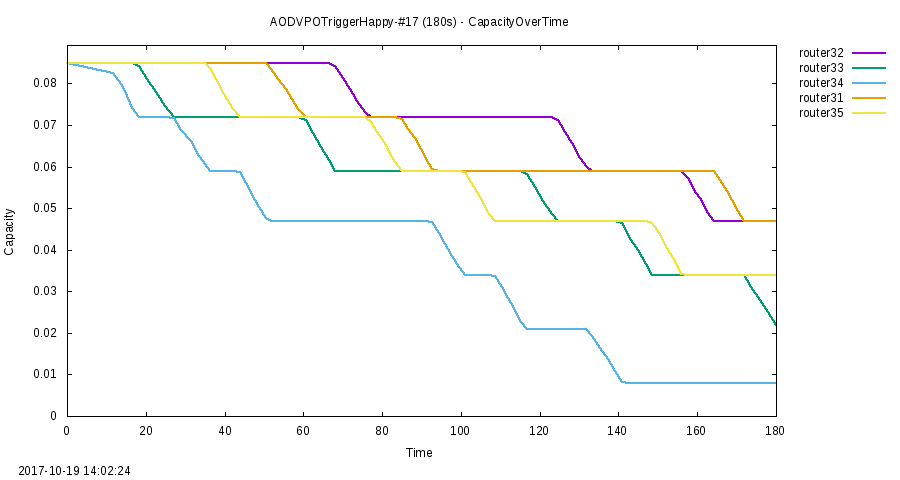 AODVPOTriggerHappy-#17 (180s) - CapacityOverTime
router32
router33
router34
router31
router35
0.08
0.07
0.06
0.05
0.04
0.03
0.02
0.01
0
Capacity
0 20 40 60 80 100 120 140 160 180
Time
2017-10-19 14:02:24